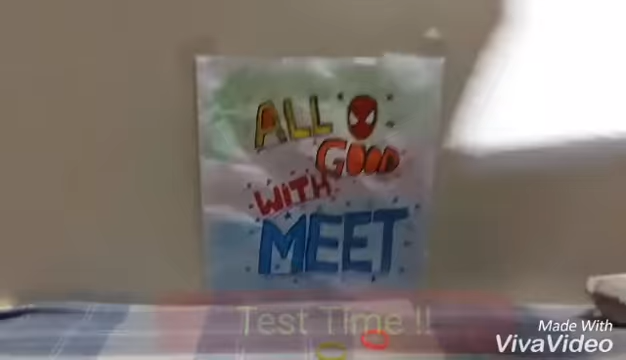 ALL
GOOD
WITH
MEET
Test Time !!
Made With
VivaVideo